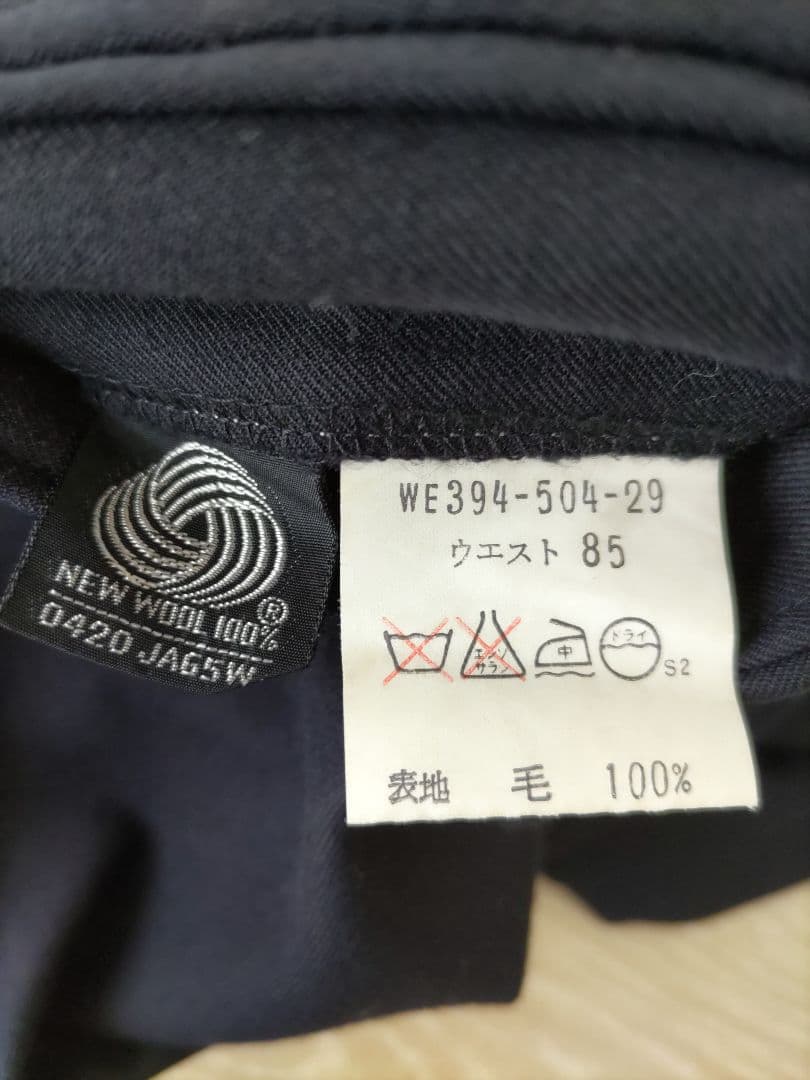 NEW WOOL 100%®
0420 JA65W
WE394-504-29
ウエスト 85
エンソ
サラシ
中
ドライ
S2
表地 毛 100%